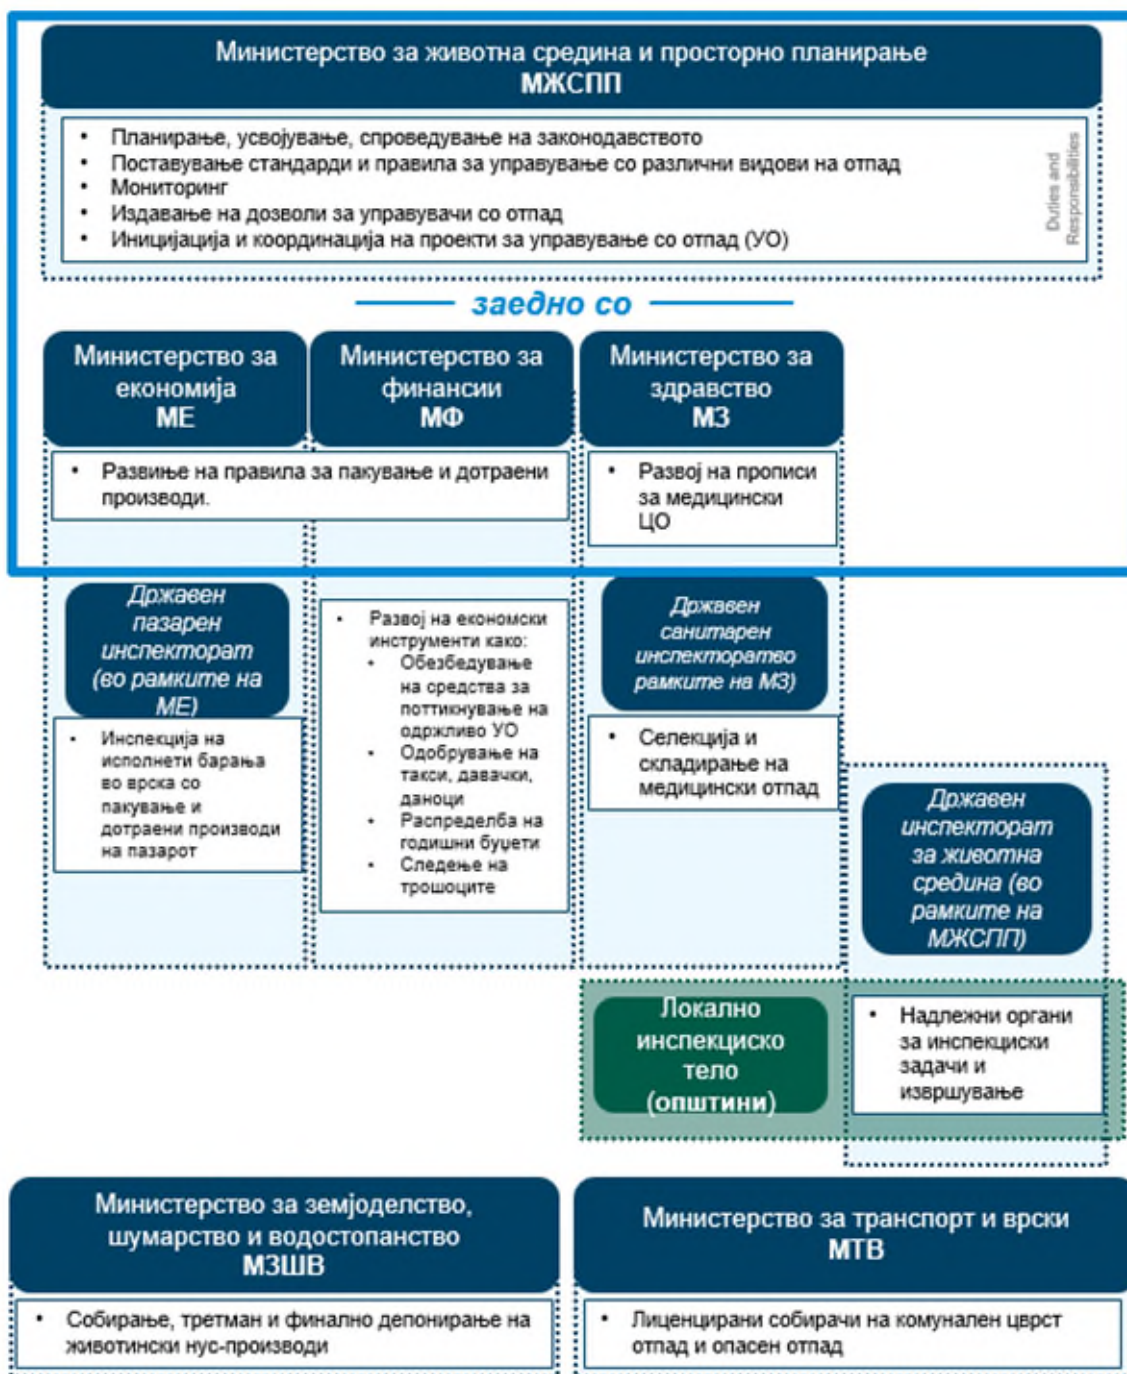 Министерство за животна средина и просторно планирање
МЖСПП
• Планирање, усвојување, спроведување на законодавството
• Поставување стандарди и правила за управување со различни видови на отпад
• Мониторинг
• Издавање на дозволи за управувачи со отпад
• Иницијација и координација на проекти за управување со отпад (УО)
Duties and
Responsibilities
заедно со
Министерство за
економија
МЕ
Министерство за
финансии
МФ
Министерство за
здравство
МЗ
• Развиње на правила за пакување и дотраени
производи.
• Развој на прописи
за медицински
ЦО
Државен
пазарен
инспекторат
(во рамките на
МЕ)
• Инспекција на
исполнети барања
во врска со
пакување и
дотраени производи
на пазарот
• Развој на економски
инструменти како:
• Обезбедување
на средства за
поттикнување на
одржливо УО
• Одобрување на
такси, давачки,
даноци
• Распределба на
годишни буџети
• Следење на
трошоците
Државен
санитарен
инспекторатво
рамките на МЗ)
• Селекција и
складирање на
медицински отпад
Државен
инспекторат
за животна
средина (во
рамките на
МЖСПП)
Локално
инспекциско
тело
(општини)
• Надлежни органи
за инспекциски
задачи и
извршување
Министерство за земјоделство,
шумарство и водостопанство
МЗШВ
• Собирање, третман и финално депонирање на
животински нус-производи
Министерство за транспорт и врски
МТВ
• Лиценцирани собирачи на комунален цврст
отпад и опасен отпад